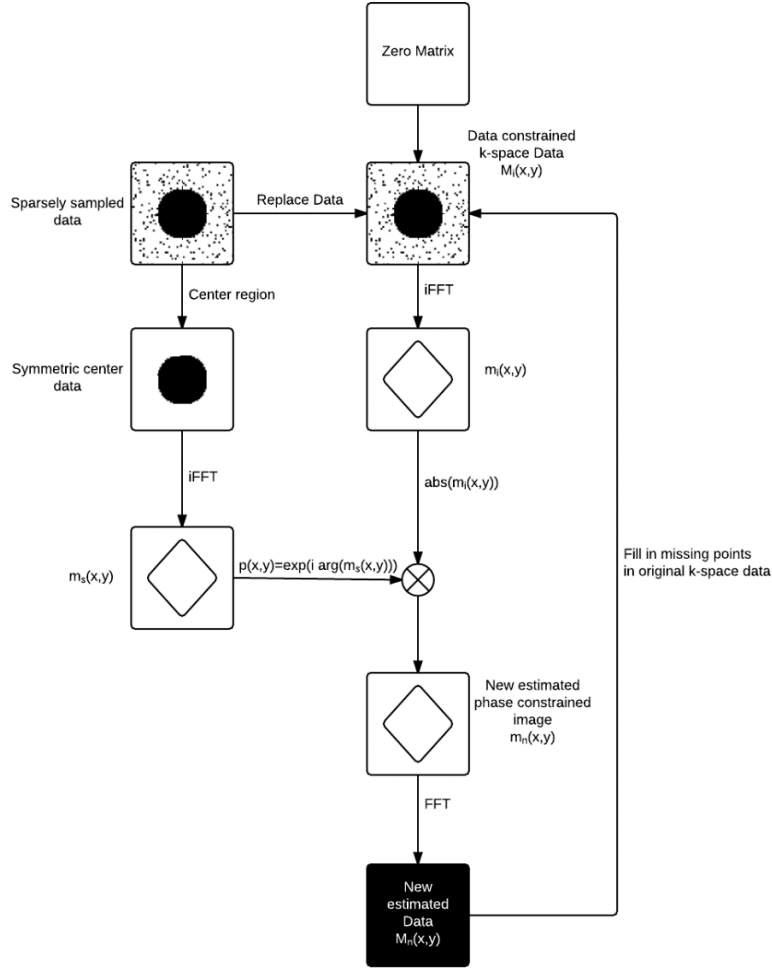 Zero Matrix
Data constrained
k-space Data
Mᵢ(x,y)
Sparsely sampled
data
Replace Data
Center region
iFFT
Symmetric center
data
mᵢ(x,y)
iFFT
abs(mᵢ(x,y))
mₛ(x,y)
p(x,y)=exp(i arg(mₛ(x,y)))
Fill in missing points
in original k-space data
New estimated
phase constrained
image
mₙ(x,y)
FFT
New
estimated
Data
Mₙ(x,y)